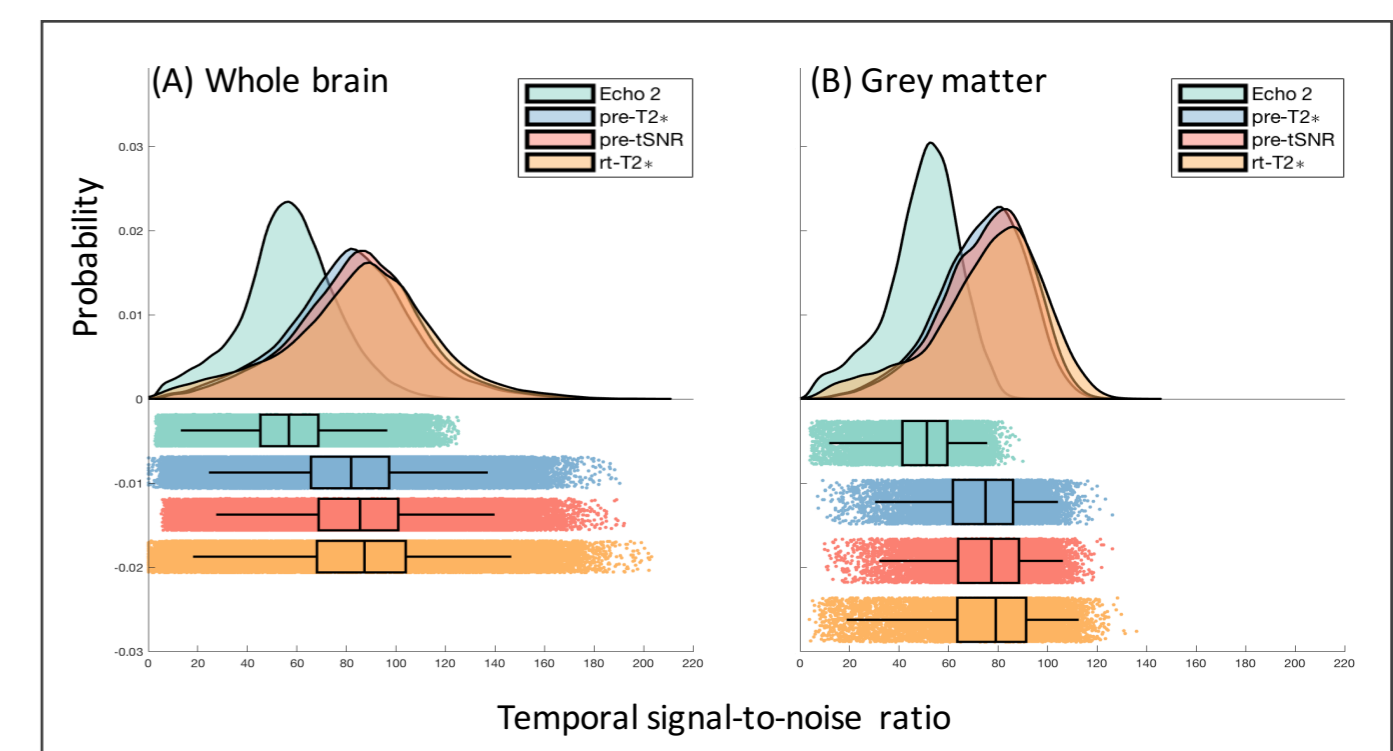 (A) Whole brain
Echo 2
pre-T2*
pre-tSNR
rt-T2*
Probability
0.03
0.02
0.01
0
-0.01
-0.02
-0.03
0 20 40 60 80 100 120 140 160 180 200 220
(B) Grey matter
Echo 2
pre-T2*
pre-tSNR
rt-T2*
0 20 40 60 80 100 120 140 160 180 200 220
Temporal signal-to-noise ratio